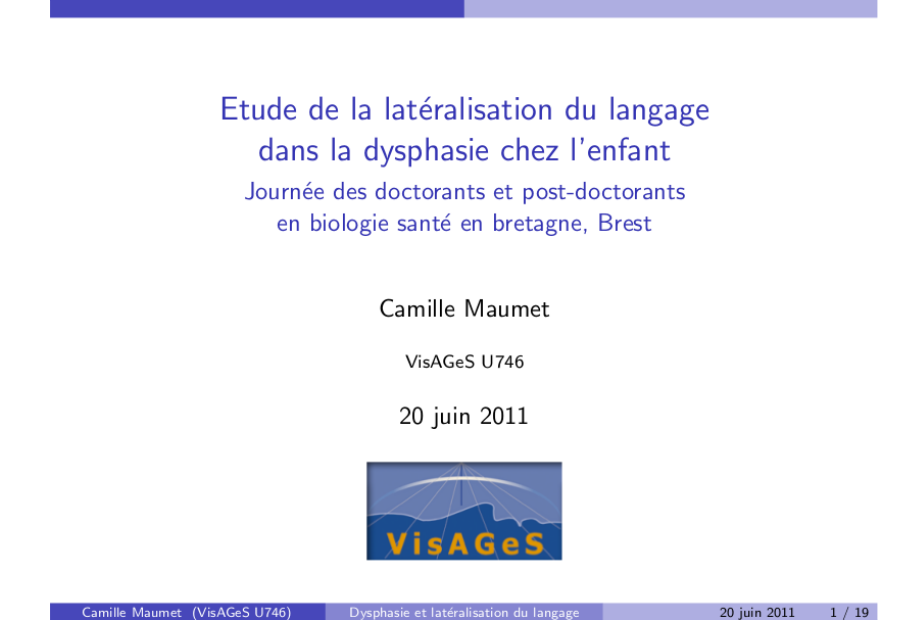 Etude de la latéralisation du langage
dans la dysphasie chez l'enfant
Journée des doctorants et post-doctorants
en biologie santé en bretagne, Brest
Camille Maumet
VisAGeS U746
20 juin 2011
VisAGeS
Camille Maumet (VisAGeS U746) Dysphasie et latéralisation du langage 20 juin 2011 1 / 19